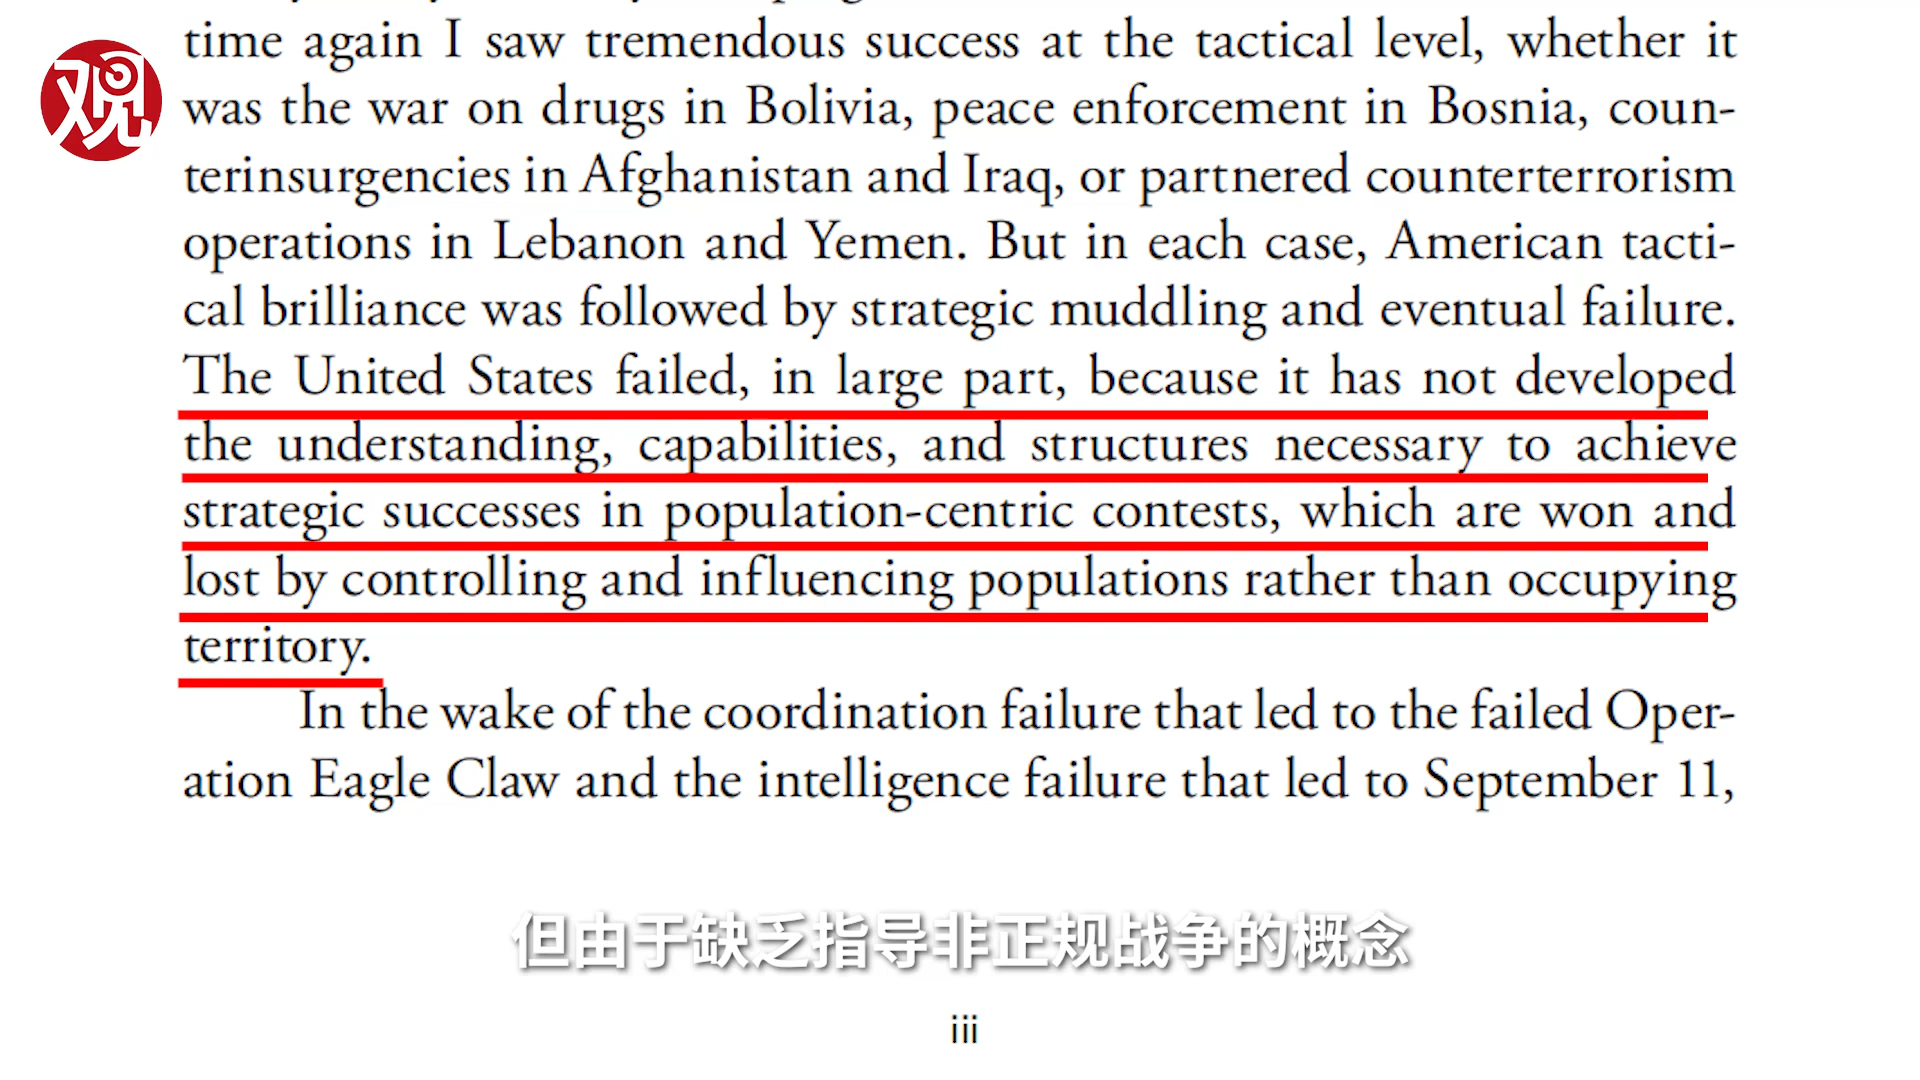 观
time again I saw tremendous success at the tactical level, whether it
was the war on drugs in Bolivia, peace enforcement in Bosnia, coun-
terinsurgencies in Afghanistan and Iraq, or partnered counterterrorism
operations in Lebanon and Yemen. But in each case, American tacti-
cal brilliance was followed by strategic muddling and eventual failure.
The United States failed, in large part, because it has not developed
the understanding, capabilities, and structures necessary to achieve
strategic successes in population-centric contests, which are won and
lost by controlling and influencing populations rather than occupying
territory.
In the wake of the coordination failure that led to the failed Oper-
ation Eagle Claw and the intelligence failure that led to September 11,
但由于缺乏指导非正规战争的概念
iii